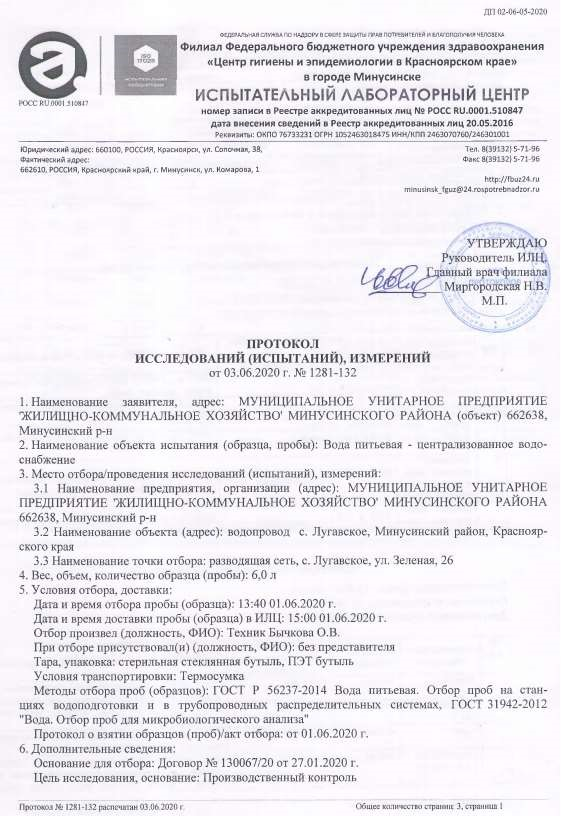 ДП 02-06-05-2020
ФЕДЕРАЛЬНАЯ СЛУЖБА ПО НАДЗОРУ В СФЕРЕ ЗАЩИТЫ ПРАВ ПОТРЕБИТЕЛЕЙ И БЛАГОПОЛУЧИЯ ЧЕЛОВЕКА
Филиал Федерального бюджетного учреждения здравоохранения
«Центр гигиены и эпидемиологии в Красноярском крае»
в городе Минусинске
ИСПЫТАТЕЛЬНЫЙ ЛАБОРАТОРНЫЙ ЦЕНТР
номер записи в Реестре аккредитованных лиц № РОСС RU.0001.510847
дата внесения сведений в Реестр аккредитованных лиц 20.05.2016
Реквизиты: ОКПО 76733231 ОГРН 1052463018475 ИНН/КПП 2463070760/246301001
ISO
17025
испытательная
лаборатория
РОСС RU.0001.510847
Юридический адрес: 660100, РОССИЯ, Красноярск, ул. Сопочная, 38,
Фактический адрес:
662610, РОССИЯ, Красноярский край, г. Минусинск, ул. Комарова, 1
Тел. 8(39132) 5-71-96
Факс 8(39132) 5-71-96
http://fbuz24.ru
minusinsk_fguz@24.rospotrebnadzor.ru
УТВЕРЖДАЮ
Руководитель ИЛЦ,
Главный врач филиала
Миргородская Н.В.
М.П.
ПРОТОКОЛ
ИССЛЕДОВАНИЙ (ИСПЫТАНИЙ), ИЗМЕРЕНИЙ
от 03.06.2020 г. № 1281-132
1. Наименование заявителя, адрес: МУНИЦИПАЛЬНОЕ УНИТАРНОЕ ПРЕДПРИЯТИЕ
'ЖИЛИЩНО-КОММУНАЛЬНОЕ ХОЗЯЙСТВО' МИНУСИНСКОГО РАЙОНА (объект) 662638,
Минусинский р-н
2. Наименование объекта испытания (образца, пробы): Вода питьевая - централизованное водо-
снабжение
3. Место отбора/проведения исследований (испытаний), измерений:
3.1 Наименование предприятия, организации (адрес): МУНИЦИПАЛЬНОЕ УНИТАРНОЕ
ПРЕДПРИЯТИЕ 'ЖИЛИЩНО-КОММУНАЛЬНОЕ ХОЗЯЙСТВО' МИНУСИНСКОГО РАЙОНА
662638, Минусинский р-н
3.2 Наименование объекта (адрес): водопровод с. Лугавское, Минусинский район, Краснояр-
ского края
3.3 Наименование точки отбора: разводящая сеть, с. Лугавское, ул. Зеленая, 26
4. Вес, объем, количество образца (пробы): 6,0 л
5. Условия отбора, доставки:
Дата и время отбора пробы (образца): 13:40 01.06.2020 г.
Дата и время доставки пробы (образца) в ИЛЦ: 15:00 01.06.2020 г.
Отбор произвел (должность, ФИО): Техник Бычкова О.В.
При отборе присутствовал(и) (должность, ФИО): без представителя
Тара, упаковка: стерильная стеклянная бутыль, ПЭТ бутыль
Условия транспортировки: Термосумка
Методы отбора проб (образцов): ГОСТ Р 56237-2014 Вода питьевая. Отбор проб на стан-
циях водоподготовки и в трубопроводных распределительных системах, ГОСТ 31942-2012
"Вода. Отбор проб для микробиологического анализа"
Протокол о взятии образцов (проб)/акт отбора: от 01.06.2020 г.
6. Дополнительные сведения:
Основание для отбора: Договор № 130067/20 от 27.01.2020 г.
Цель исследования, основание: Производственный контроль
Протокол № 1281-132 распечатан 03.06.2020 г.
Общее количество страниц 3, страница 1